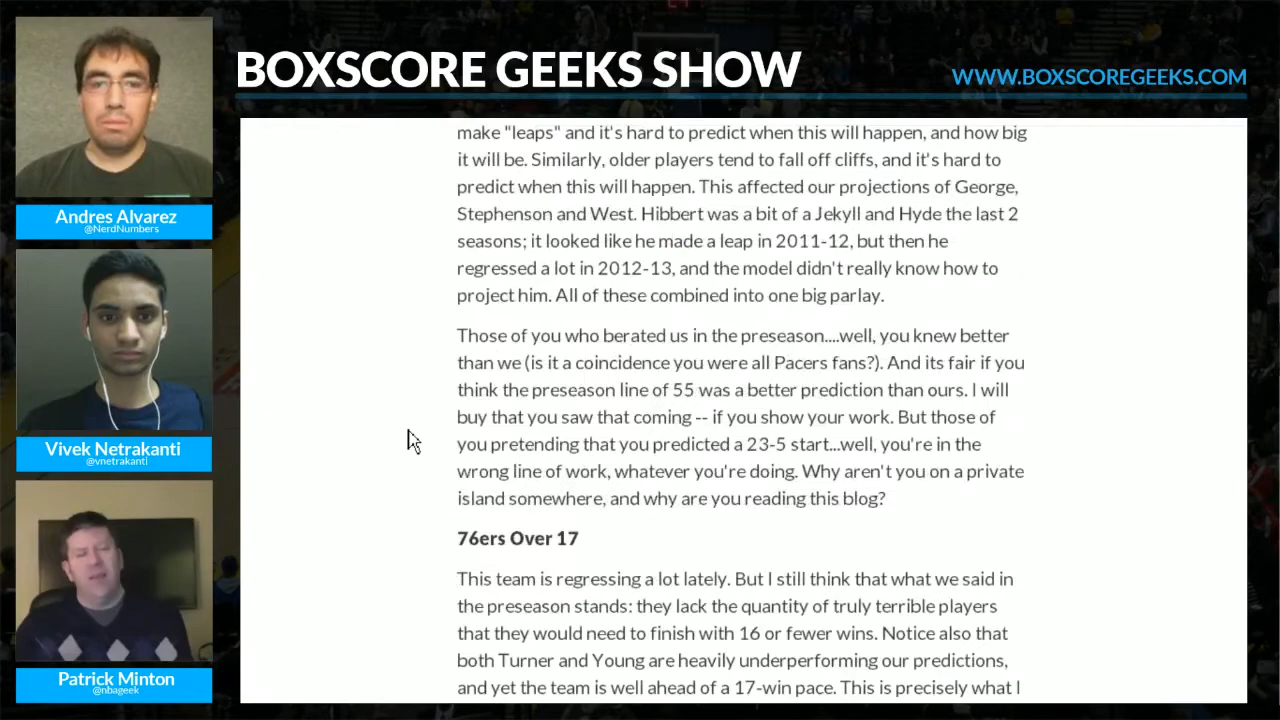 BOXSCORE GEEKS SHOW
WWW.BOXSCOREGEEKS.COM
Andres Alvarez
@NerdNumbers
Vivek Netrakanti
@vnetrakanti
Patrick Minton
@nbageek
make "leaps" and it's hard to predict when this will happen, and how big
it will be. Similarly, older players tend to fall off cliffs, and it's hard to
predict when this will happen. This affected our projections of George,
Stephenson and West. Hibbert was a bit of a Jekyll and Hyde the last 2
seasons; it looked like he made a leap in 2011-12, but then he
regressed a lot in 2012-13, and the model didn't really know how to
project him. All of these combined into one big parlay.
Those of you who berated us in the preseason....well, you knew better
than we (is it a coincidence you were all Pacers fans?). And its fair if you
think the preseason line of 55 was a better prediction than ours. I will
buy that you saw that coming -- if you show your work. But those of
you pretending that you predicted a 23-5 start...well, you're in the
wrong line of work, whatever you're doing. Why aren't you on a private
island somewhere, and why are you reading this blog?
76ers Over 17
This team is regressing a lot lately. But I still think that what we said in
the preseason stands: they lack the quantity of truly terrible players
that they would need to finish with 16 or fewer wins. Notice also that
both Turner and Young are heavily underperforming our predictions,
and yet the team is well ahead of a 17-win pace. This is precisely what I